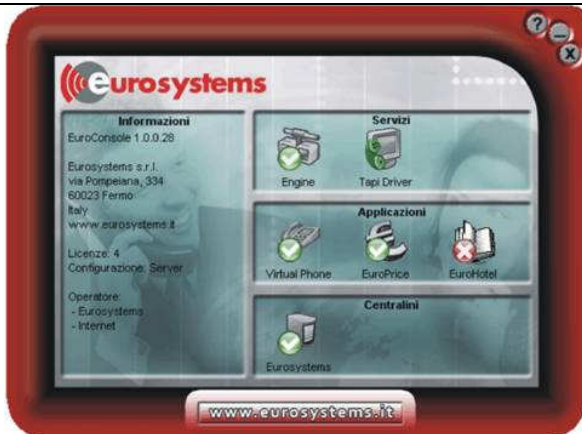 ?
_
X
eurosystems
Informazioni
EuroConsole 1.0.0.28
Eurosystems s.r.l.
via Pompeiana, 334
60023 Fermo
Italy
www.eurosystems.it
Licenze: 4
Configurazione: Server
Operatore:
- Eurosystems
- Internet
Servizi
Engine
Tapi Driver
Applicazioni
Virtual Phone
EuroPrice
EuroHotel
Centralini
Eurosystems
www.eurosystems.it